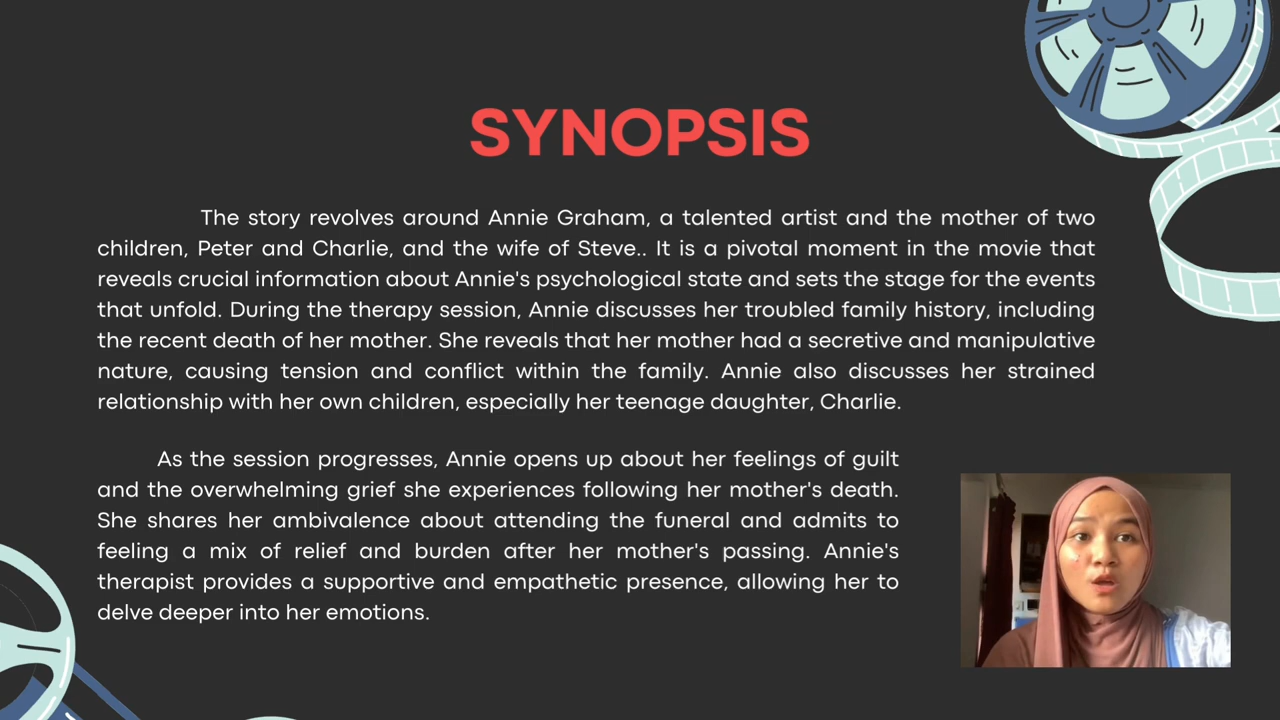 SYNOPSIS
The story revolves around Annie Graham, a talented artist and the mother of two
children, Peter and Charlie, and the wife of Steve.. It is a pivotal moment in the movie that
reveals crucial information about Annie's psychological state and sets the stage for the events
that unfold. During the therapy session, Annie discusses her troubled family history, including
the recent death of her mother. She reveals that her mother had a secretive and manipulative
nature, causing tension and conflict within the family. Annie also discusses her strained
relationship with her own children, especially her teenage daughter, Charlie.
As the session progresses, Annie opens up about her feelings of guilt
and the overwhelming grief she experiences following her mother's death.
She shares her ambivalence about attending the funeral and admits to
feeling a mix of relief and burden after her mother's passing. Annie's
therapist provides a supportive and empathetic presence, allowing her to
delve deeper into her emotions.